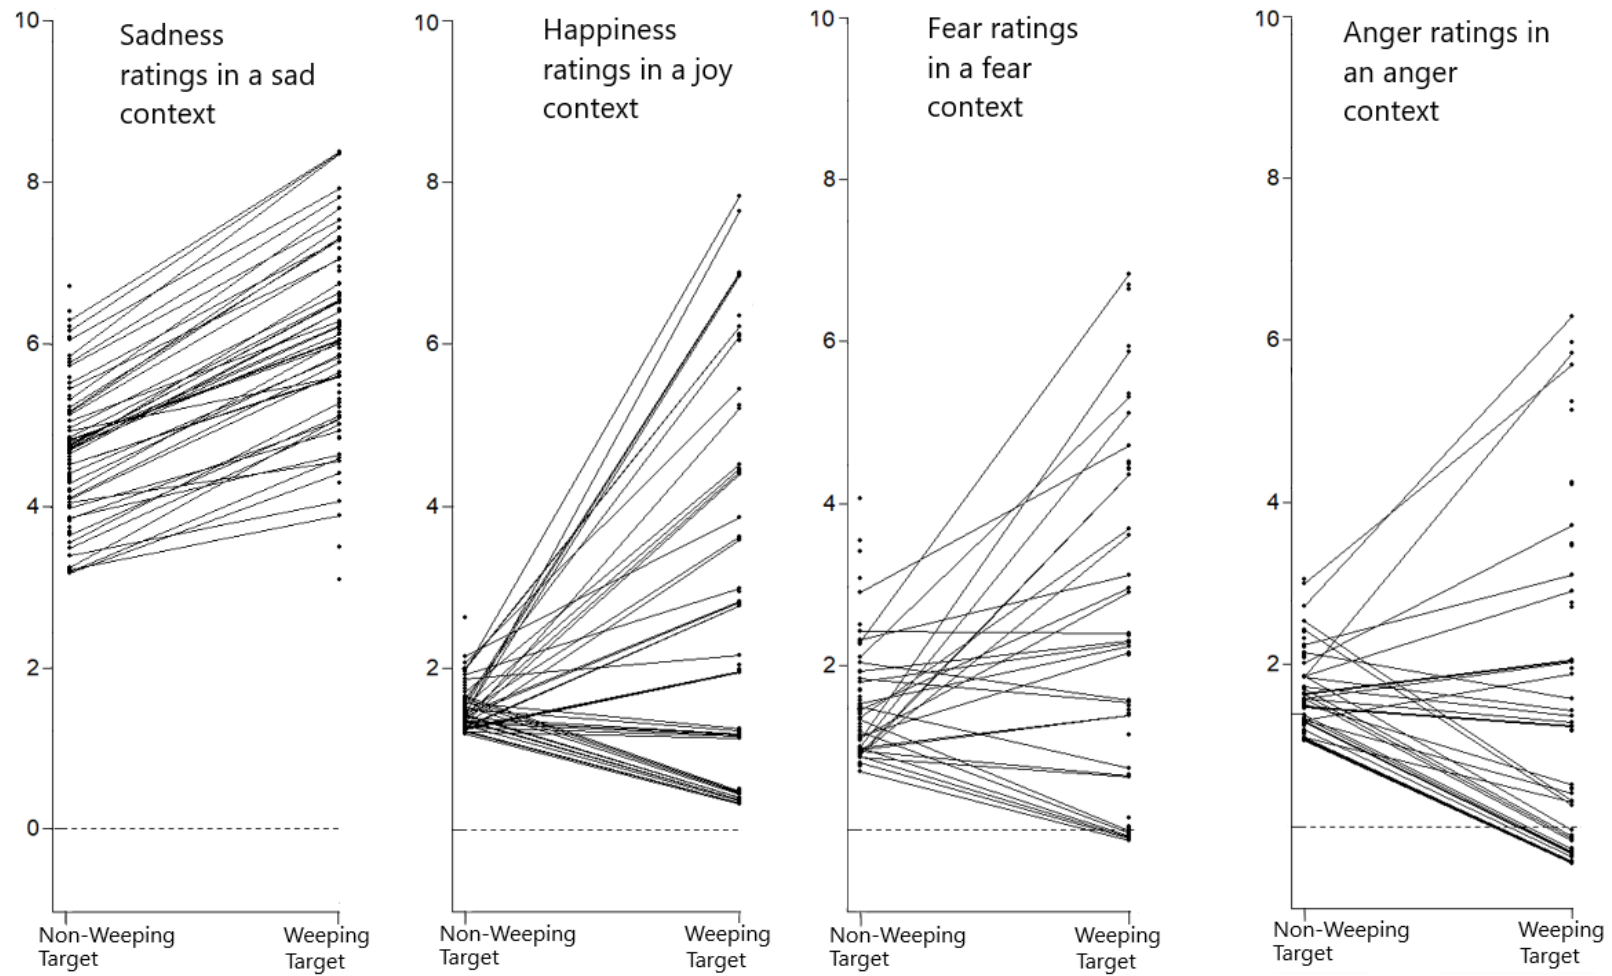 10
8
6
4
2
0
Sadness
ratings in a sad
context
Non-Weeping
Target
Weeping
Target
10
8
6
4
2
Happiness
ratings in a joy
context
Non-Weeping
Target
Weeping
Target
10
8
6
4
2
Fear ratings
in a fear
context
Non-Weeping
Target
Weeping
Target
10
8
6
4
2
Anger ratings in
an anger
context
Non-Weeping
Target
Weeping
Target